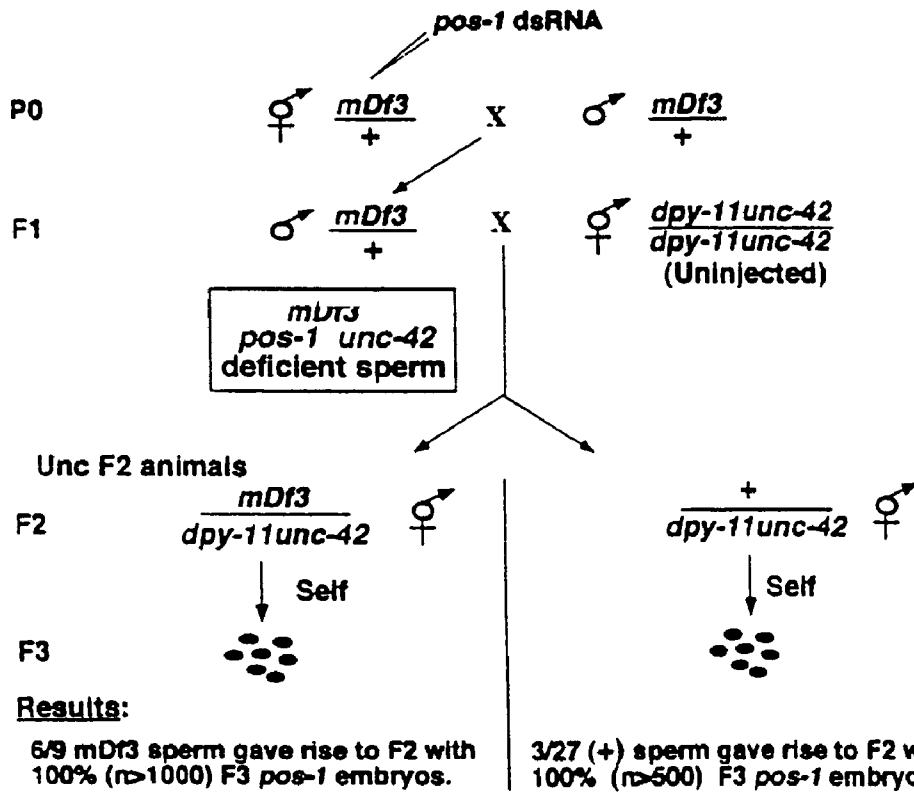 pos-1 dsRNA
P0
mDf3
+
X
mDf3
+
F1
mDf3
+
X
dpy-11unc-42
dpy-11unc-42
(Uninjected)
mDf3
pos-1 unc-42
deficient sperm
Unc F2 animals
F2
mDf3
dpy-11unc-42
+
dpy-11unc-42
Self
Self
F3
Results:
6/9 mDf3 sperm gave rise to F2 with
100% (n>1000) F3 pos-1 embryos.
3/27 (+) sperm gave rise to F2 w
100% (n>500) F3 pos-1 embryo